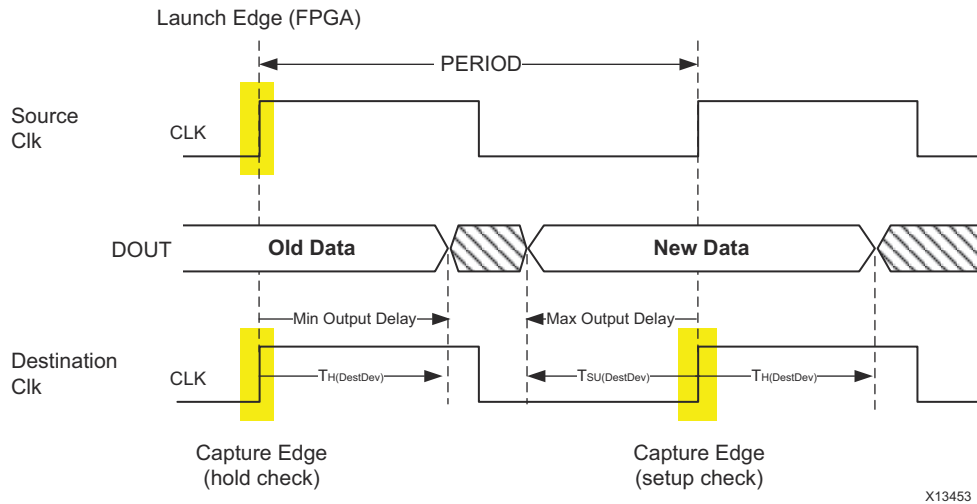 Launch Edge (FPGA)
PERIOD
Source
Clk
CLK
DOUT
Old Data
New Data
Min Output Delay
Max Output Delay
Destination
Clk
CLK
TH(DestDev)
TSU(DestDev)
TH(DestDev)
Capture Edge
(hold check)
Capture Edge
(setup check)
X13453